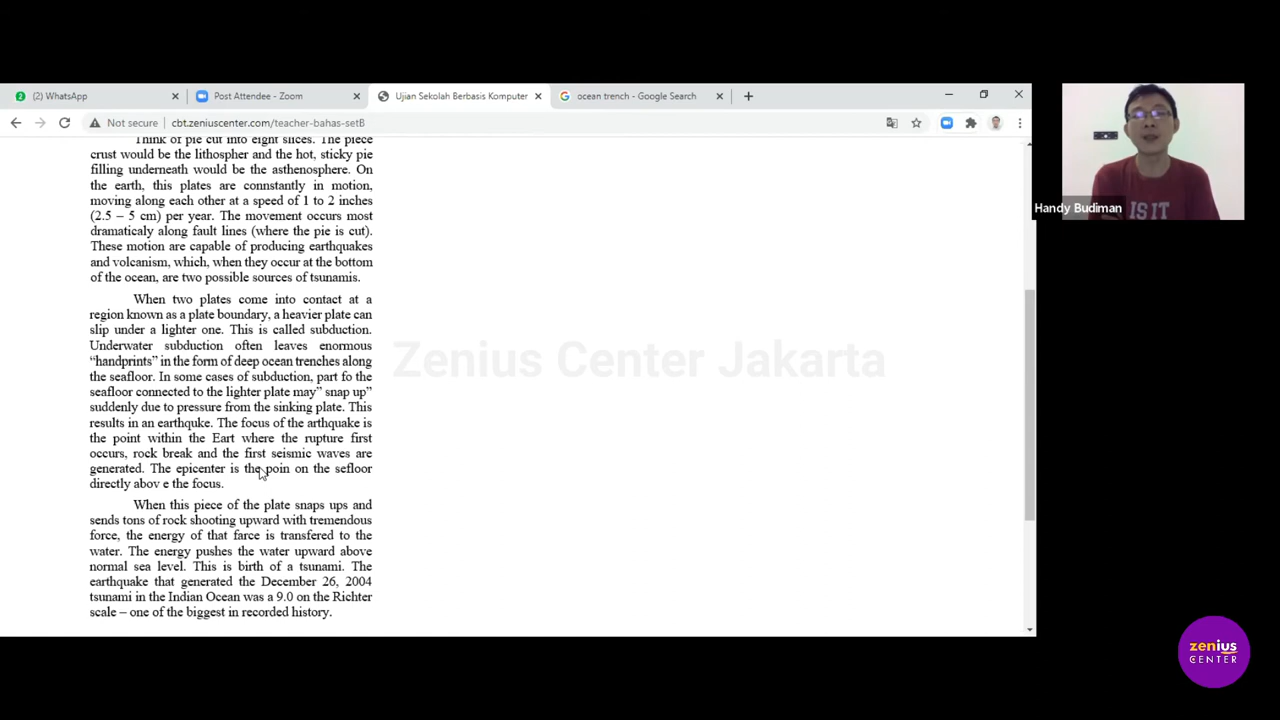 (2) WhatsApp
Post Attendee - Zoom
Ujian Sekolah Berbasis Komputer
ocean trench - Google Search
Not secure
cbt.zeniuscenter.com/teacher-bahas-setB
Think of pie cut into eight slices. The piece
crust would be the lithospher and the hot, sticky pie
filling underneath would be the asthenosphere. On
the earth, this plates are connstantly in motion,
moving along each other at a speed of 1 to 2 inches
(2.5 – 5 cm) per year. The movement occurs most
dramaticaly along fault lines (where the pie is cut).
These motion are capable of producing earthquakes
and volcanism, which, when they occur at the bottom
of the ocean, are two possible sources of tsunamis.
When two plates come into contact at a
region known as a plate boundary, a heavier plate can
slip under a lighter one. This is called subduction.
Underwater subduction often leaves enormous
“handprints” in the form of deep ocean trenches along
the seafloor. In some cases of subduction, part fo the
seafloor connected to the lighter plate may” snap up”
suddenly due to pressure from the sinking plate. This
results in an earthquke. The focus of the arthquake is
the point within the Eart where the rupture first
occurs, rock break and the first seismic waves are
generated. The epicenter is the poin on the sefloor
directly abov e the focus.
When this piece of the plate snaps ups and
sends tons of rock shooting upward with tremendous
force, the energy of that farce is transfered to the
water. The energy pushes the water upward above
normal sea level. This is birth of a tsunami. The
earthquake that generated the December 26, 2004
tsunami in the Indian Ocean was a 9.0 on the Richter
scale – one of the biggest in recorded history.
Zenius Center Jakarta
Handy Budiman
IS IT
zenius
CENTER